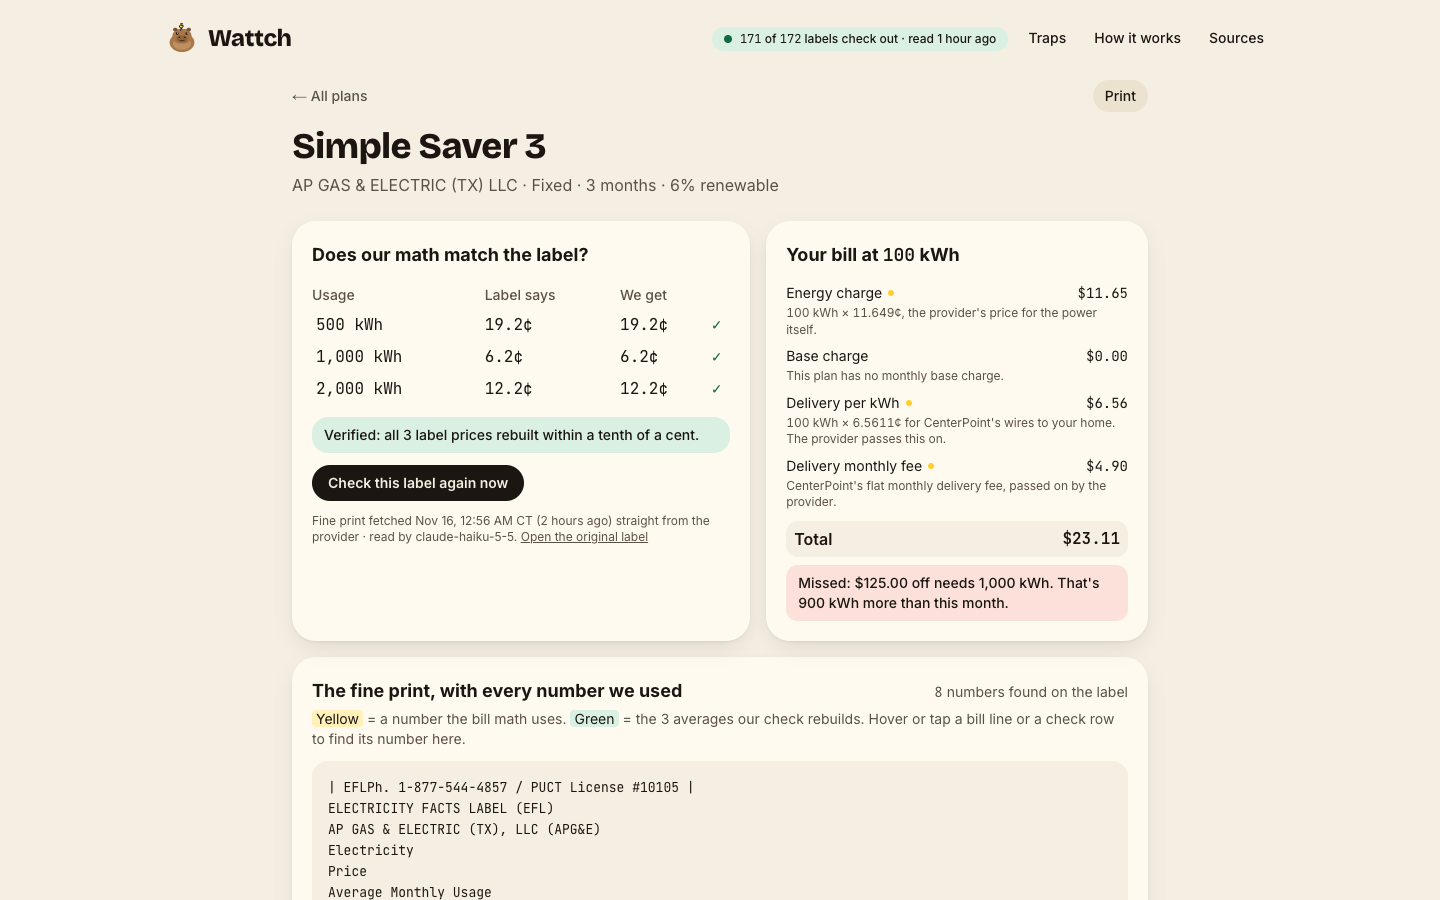 Wattch
171 of 172 labels check out · read 1 hour ago
Traps
How it works
Sources
← All plans
Print
Simple Saver 3
AP GAS & ELECTRIC (TX) LLC · Fixed · 3 months · 6% renewable
Does our math match the label?
Usage Label says We get
500 kWh 19.2¢ 19.2¢ ✓
1,000 kWh 6.2¢ 6.2¢ ✓
2,000 kWh 12.2¢ 12.2¢ ✓
Verified: all 3 label prices rebuilt within a tenth of a cent.
Check this label again now
Fine print fetched Nov 16, 12:56 AM CT (2 hours ago) straight from the
provider · read by claude-haiku-5-5. Open the original label
Your bill at 100 kWh
Energy charge $11.65
100 kWh × 11.649¢, the provider's price for the power
itself.
Base charge $0.00
This plan has no monthly base charge.
Delivery per kWh $6.56
100 kWh × 6.5611¢ for CenterPoint's wires to your home.
The provider passes this on.
Delivery monthly fee $4.90
CenterPoint's flat monthly delivery fee, passed on by the
provider.
Total $23.11
Missed: $125.00 off needs 1,000 kWh. That's
900 kWh more than this month.
The fine print, with every number we used
8 numbers found on the label
Yellow = a number the bill math uses. Green = the 3 averages our check rebuilds. Hover or tap a bill line or a check row
to find its number here.
| EFLPh. 1-877-544-4857 / PUCT License #10105 |
ELECTRICITY FACTS LABEL (EFL)
AP GAS & ELECTRIC (TX), LLC (APG&E)
Electricity
Price
Average Monthly Usage